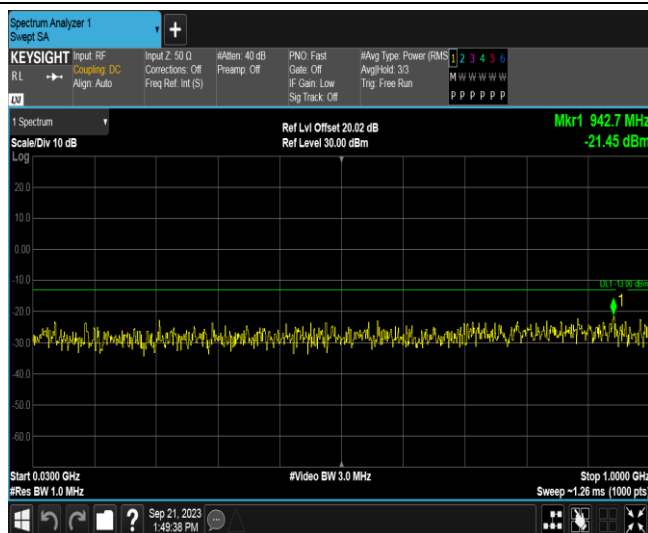 Spectrum Analyzer 1
Swept SA
+
KEYSIGHT
RL
LXI
Input: RF
Coupling: DC
Align: Auto
Input Z: 50 Ω
Corrections: Off
Freq Ref: Int (S)
#Atten: 40 dB
Preamp: Off
PNO: Fast
Gate: Off
IF Gain: Low
Sig Track: Off
#Avg Type: Power (RMS
Avg|Hold: 3/3
Trig: Free Run
1 2 3 4 5 6
M W W W W W
P P P P P P
1 Spectrum
Scale/Div 10 dB
Log
Ref Lvl Offset 20.02 dB
Ref Level 30.00 dBm
Mkr1 942.7 MHz
-21.45 dBm
20.0
10.0
0.00
-10.0
DL1 -13.00 dBm
1
-20.0
-30.0
-40.0
-50.0
-60.0
Start 0.0300 GHz
#Res BW 1.0 MHz
#Video BW 3.0 MHz
Stop 1.0000 GHz
Sweep ~1.26 ms (1000 pts)
?
Sep 21, 2023
1:49:38 PM